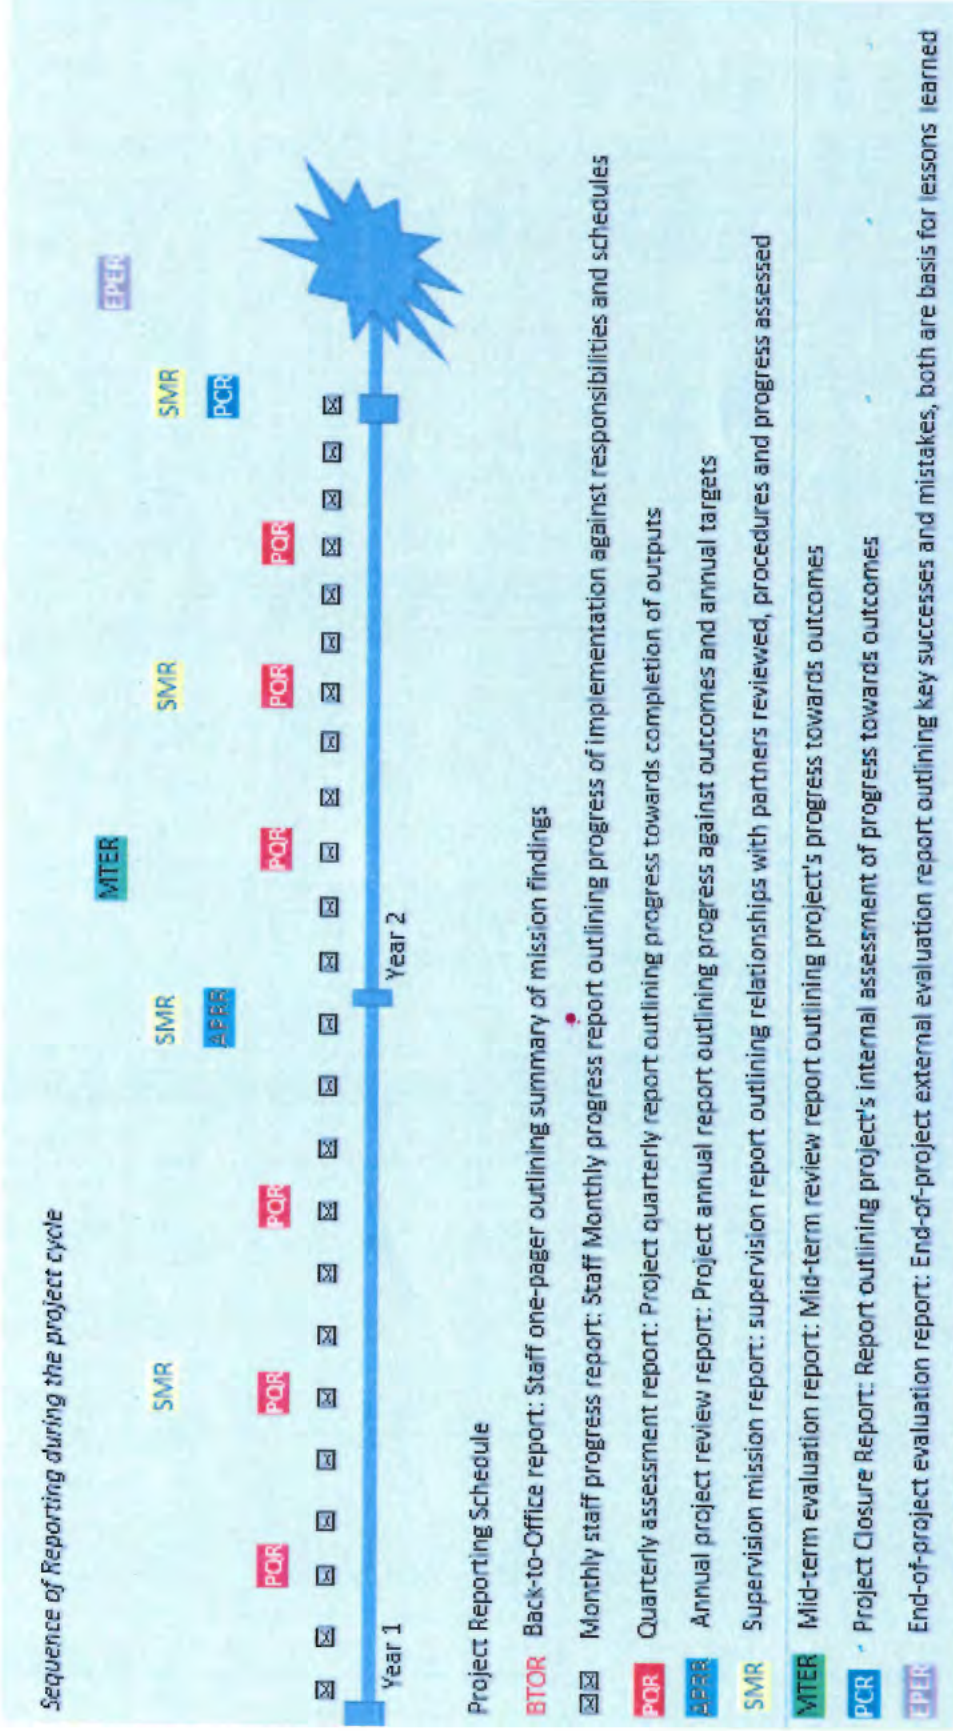 Sequence of Reporting during the project cycle
MTER EPER
SMR SMR SMR SMR
APRR PCR
PQR PQR PQR PQR PQR PQR
Year 1 Year 2
Project Reporting Schedule
BTOR Back-to-Office report: Staff one-pager outlining summary of mission findings
Monthly staff progress report: Staff Monthly progress report outlining progress of implementation against responsibilities and schedules
PQR Quarterly assessment report: Project quarterly report outlining progress towards completion of outputs
APRR Annual project review report: Project annual report outlining progress against outcomes and annual targets
SMR Supervision mission report: supervision report outlining relationships with partners reviewed, procedures and progress assessed
MTER Mid-term evaluation report: Mid-term review report outlining project's progress towards outcomes
PCR Project Closure Report: Report outlining project's internal assessment of progress towards outcomes
EPER End-of-project evaluation report: End-of-project external evaluation report outlining key successes and mistakes, both are basis for lessons learned